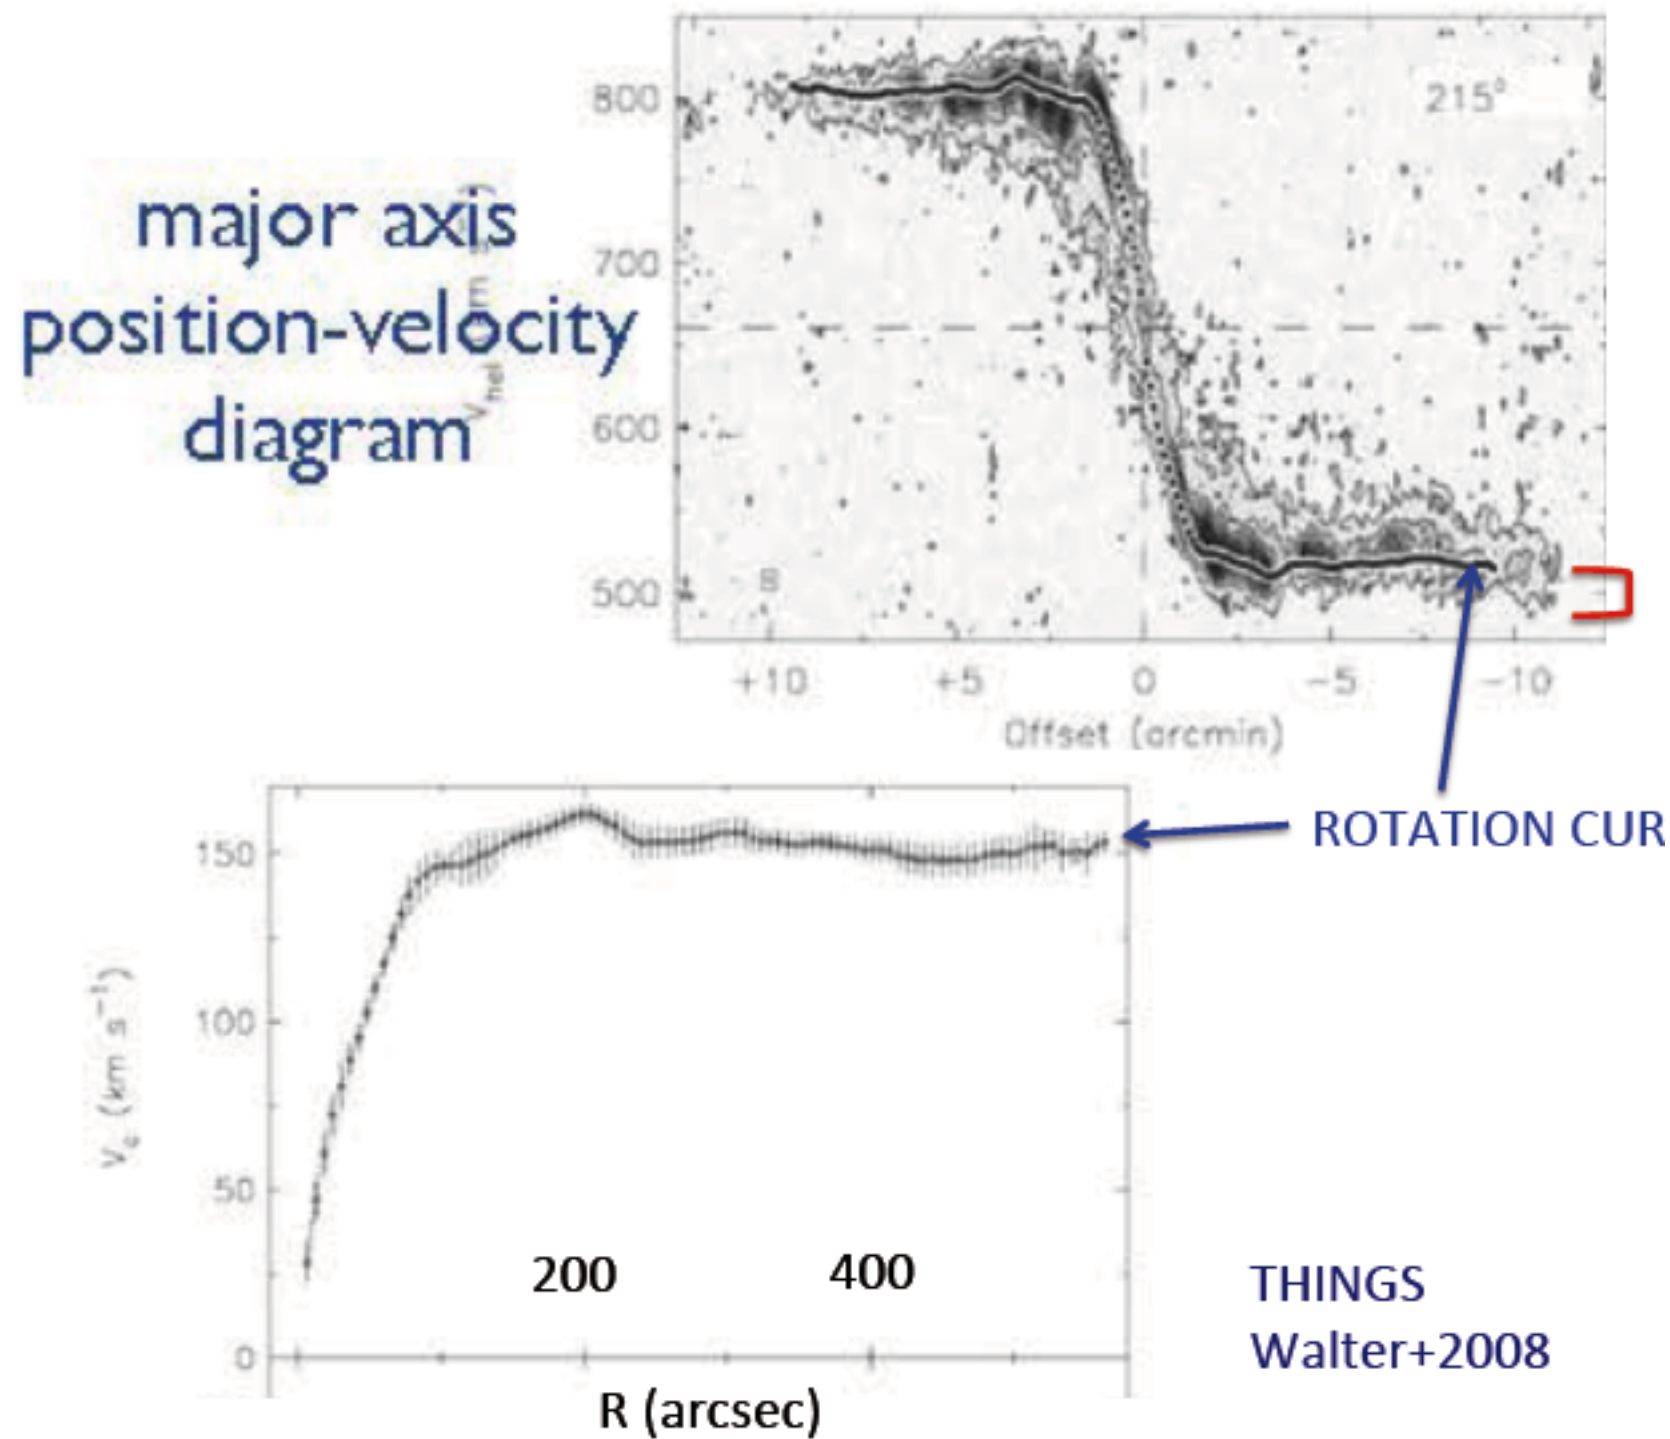 major axis
position-velocity
diagram
800
700
600
500
215°
+10
+5
0
−5
−10
Offset (arcmin)
ROTATION CUR
150
100
50
0
V_c (km s⁻¹)
200
400
R (arcsec)
THINGS
Walter+2008